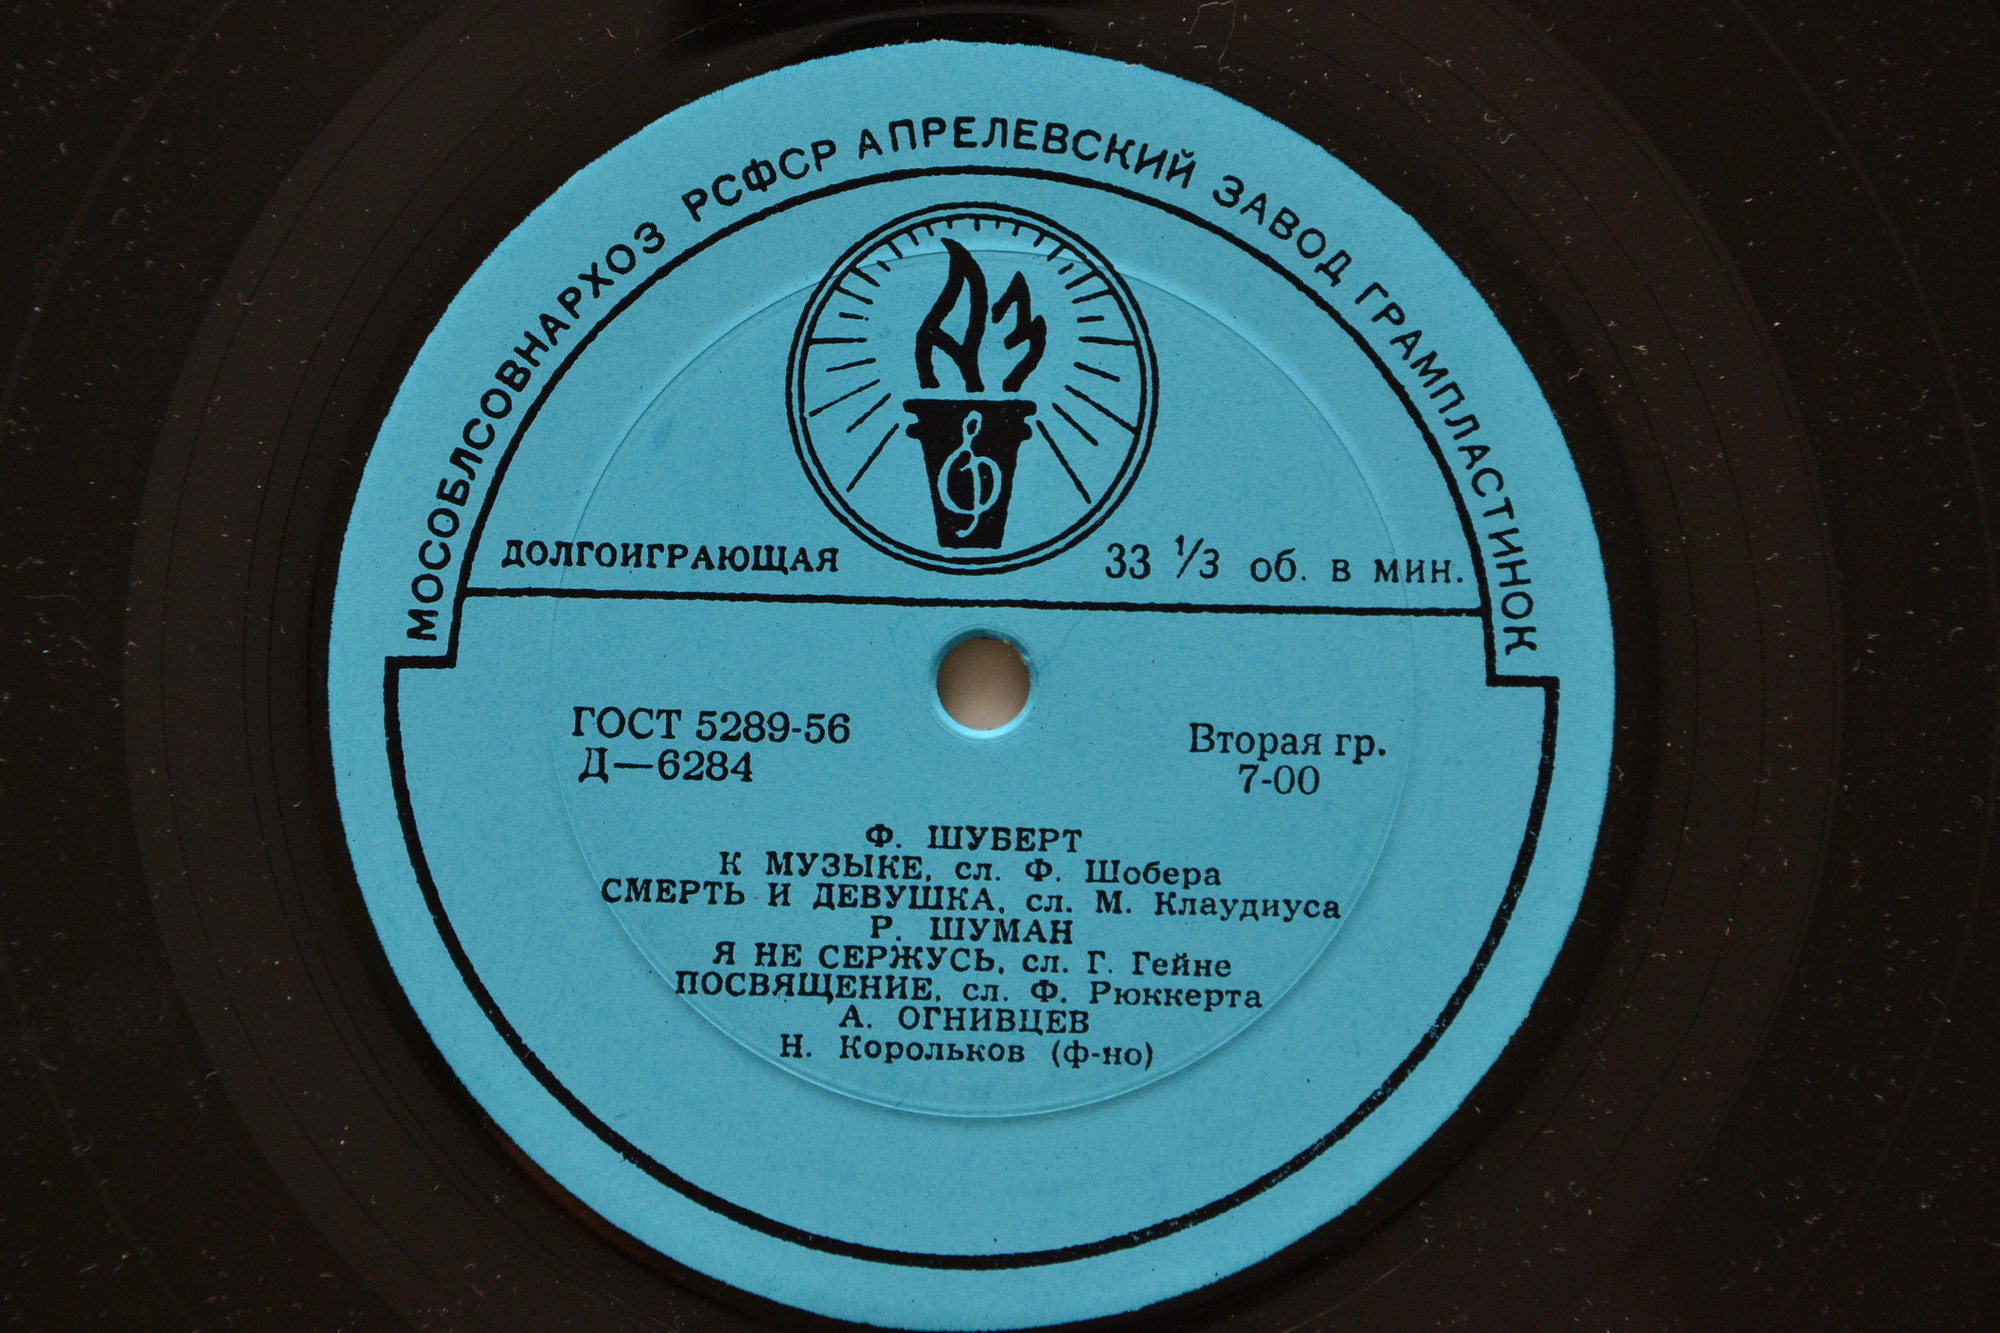 МОСОБЛСОВНАРХОЗ РСФСР АПРЕЛЕВСКИЙ ЗАВОД ГРАМПЛАСТИНОК
АЗ
ДОЛГОИГРАЮЩАЯ
33 1/3 об. в мин.
ГОСТ 5289-56
Д—6284
Вторая гр.
7-00
Ф. ШУБЕРТ
К МУЗЫКЕ, сл. Ф. Шобера
СМЕРТЬ И ДЕВУШКА, сл. М. Клаудиуса
Р. ШУМАН
Я НЕ СЕРЖУСЬ, сл. Г. Гейне
ПОСВЯЩЕНИЕ, сл. Ф. Рюккерта
А. ОГНИВЦЕВ
Н. Корольков (ф-но)